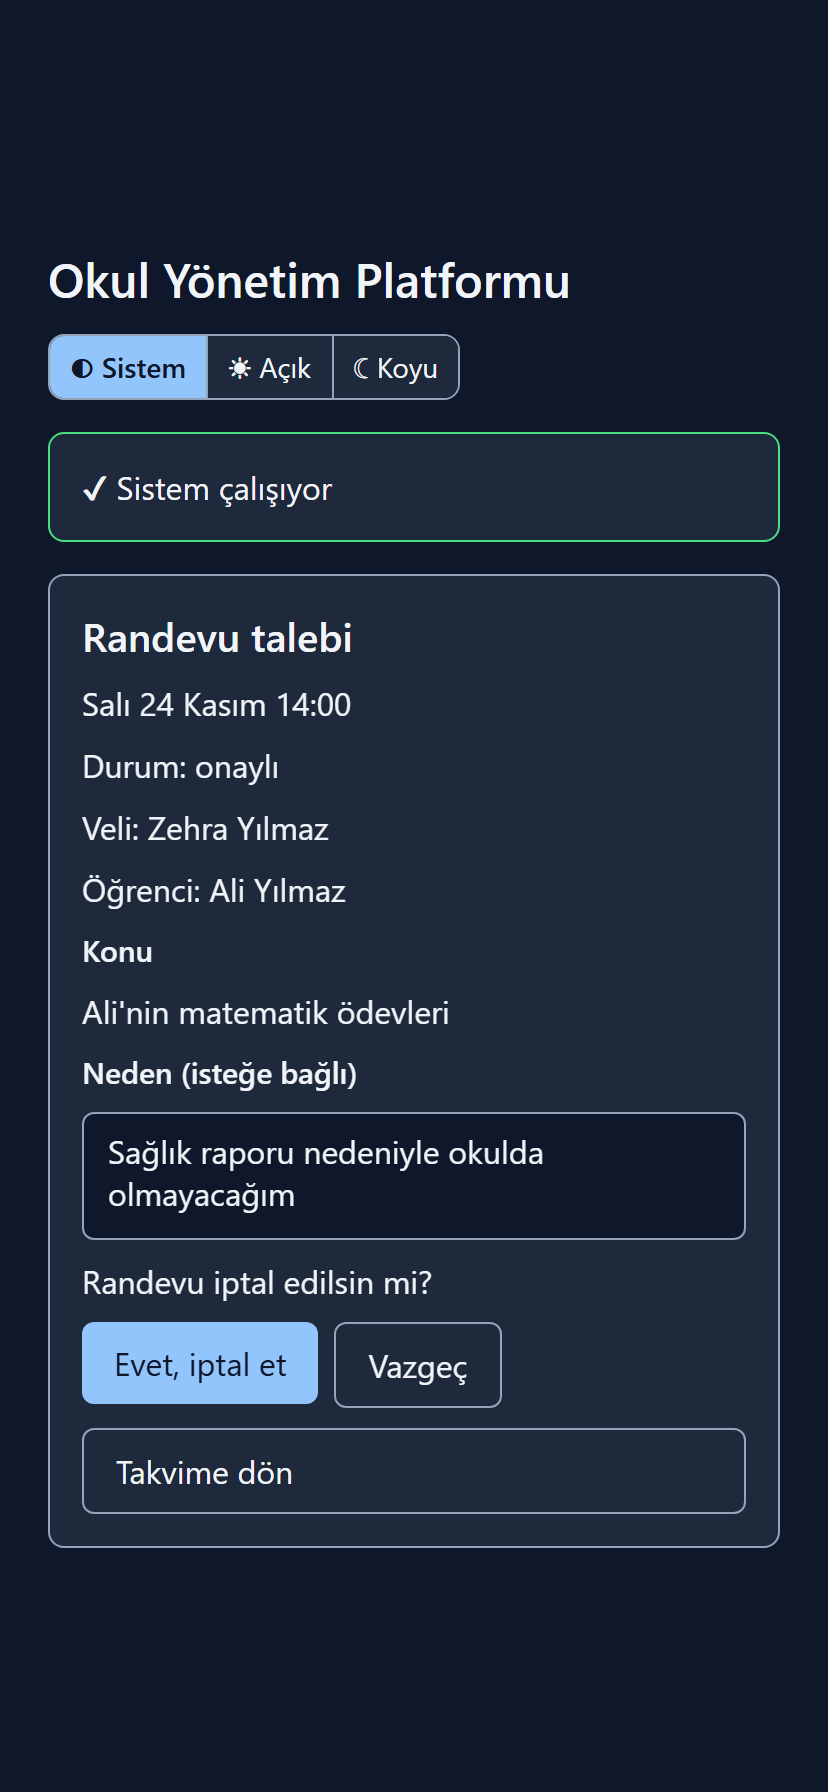 Okul Yönetim Platformu
◐ Sistem ☀ Açık ☾ Koyu
✓ Sistem çalışıyor
Randevu talebi
Salı 24 Kasım 14:00
Durum: onaylı
Veli: Zehra Yılmaz
Öğrenci: Ali Yılmaz
Konu
Ali'nin matematik ödevleri
Neden (isteğe bağlı)
Sağlık raporu nedeniyle okulda
olmayacağım
Randevu iptal edilsin mi?
Evet, iptal et Vazgeç
Takvime dön